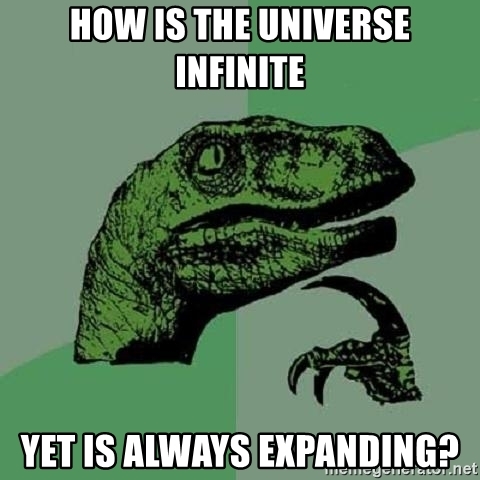 HOW IS THE UNIVERSE
INFINITE
YET IS ALWAYS EXPANDING?
memegenerator.net